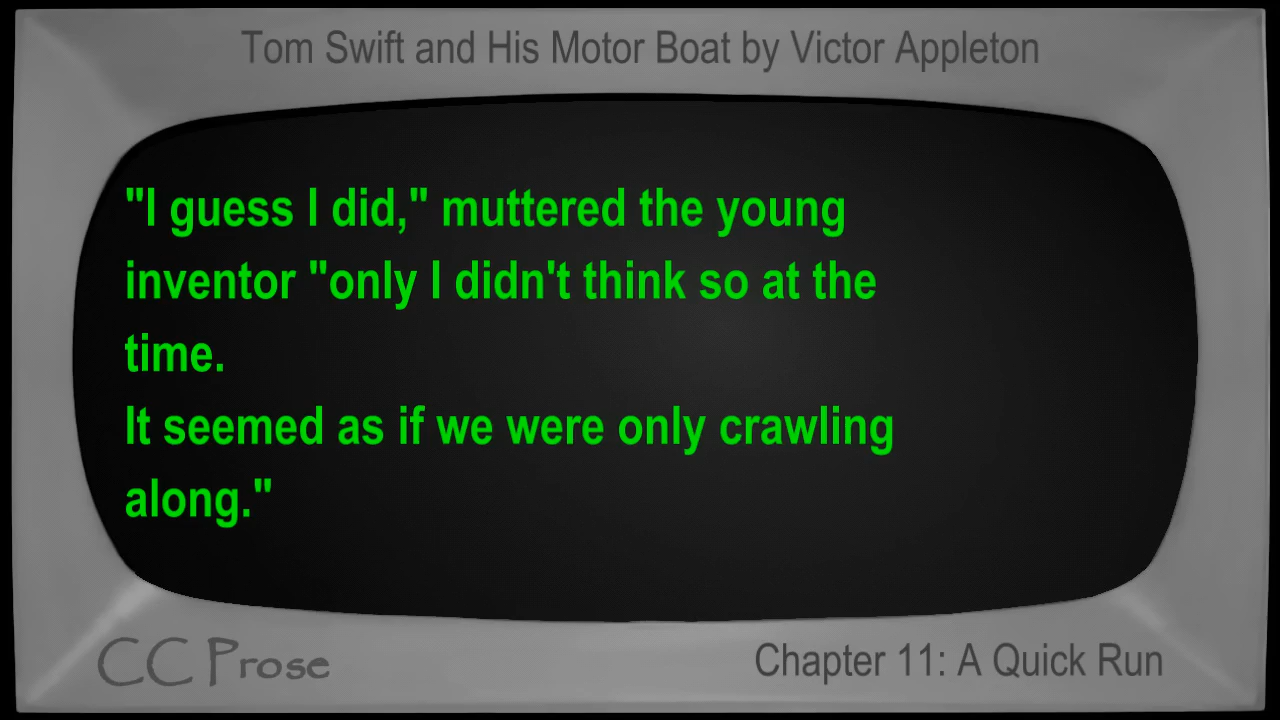 Tom Swift and His Motor Boat by Victor Appleton
"I guess I did," muttered the young
inventor "only I didn't think so at the
time.
It seemed as if we were only crawling
along."
CC Prose
Chapter 11: A Quick Run